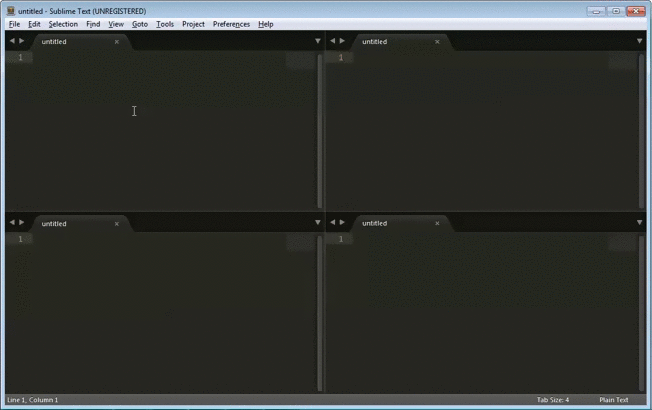 untitled - Sublime Text (UNREGISTERED)
File Edit Selection Find View Goto Tools Project Preferences Help
untitled × untitled ×
1 1
untitled × untitled ×
1 1
Line 1, Column 1 Tab Size: 4 Plain Text